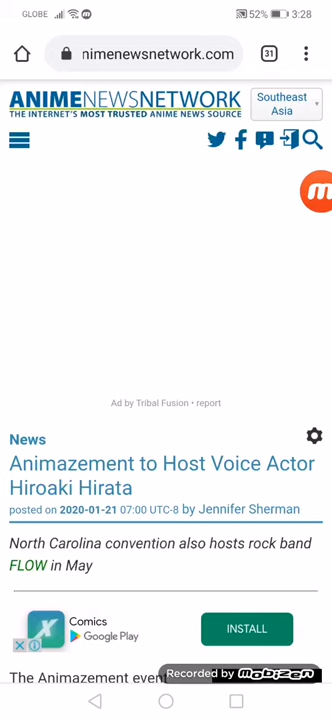 GLOBE 52% 3:28
nimenewsnetwork.com 31
ANIMENEWSNETWORK
THE INTERNET'S MOST TRUSTED ANIME NEWS SOURCE
Southeast
Asia
Ad by Tribal Fusion • report
News
Animazement to Host Voice Actor
Hiroaki Hirata
posted on 2020-01-21 07:00 UTC-8 by Jennifer Sherman
North Carolina convention also hosts rock band
FLOW in May
Comics
Google Play
INSTALL
The Animazement event
Recorded by mobizen